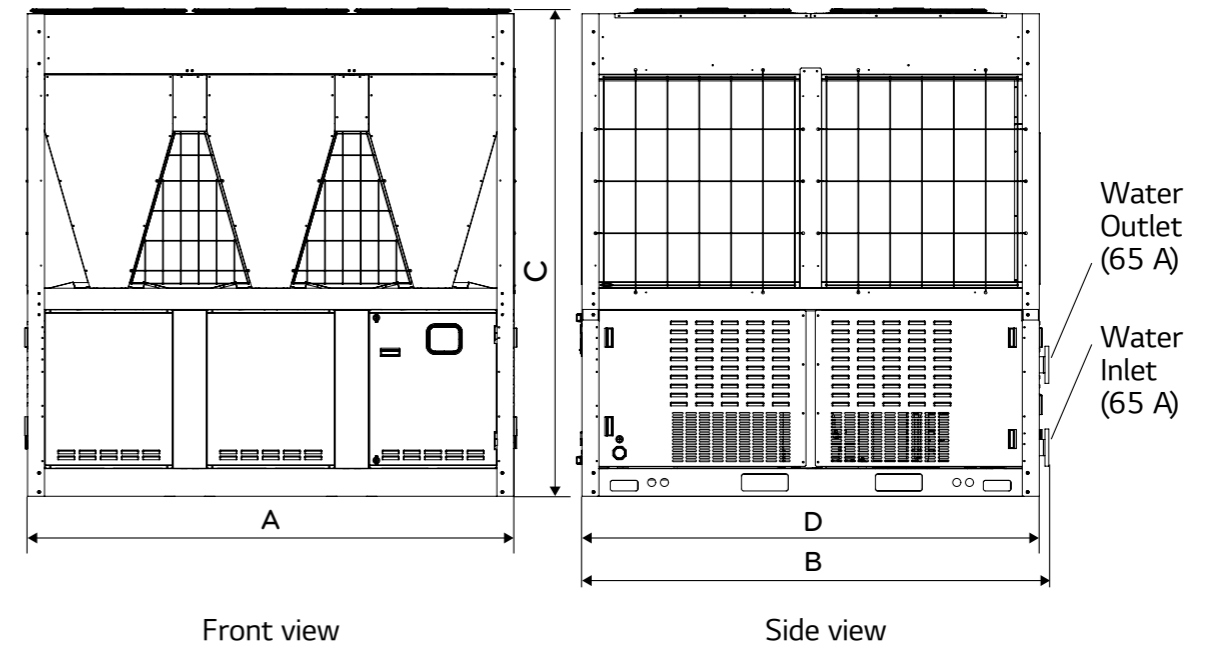 C
Water
Outlet
(65 A)
Water
Inlet
(65 A)
A
D
B
Front view
Side view